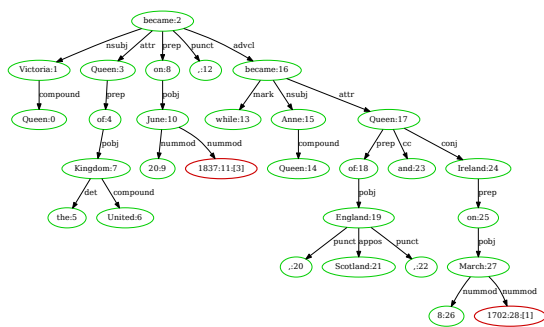 became:2
nsubj attr prep punct advcl
Victoria:1 Queen:3 on:8 ,:12 became:16
compound prep pobj mark nsubj attr
Queen:0 of:4 June:10 while:13 Anne:15 Queen:17
pobj nummod nummod compound prep cc conj
Kingdom:7 20:9 1837:11:[3] Queen:14 of:18 and:23 Ireland:24
det compound pobj prep
the:5 United:6 England:19 on:25
punct appos punct pobj
,:20 Scotland:21 ,:22 March:27
nummod nummod
8:26 1702:28:[1]